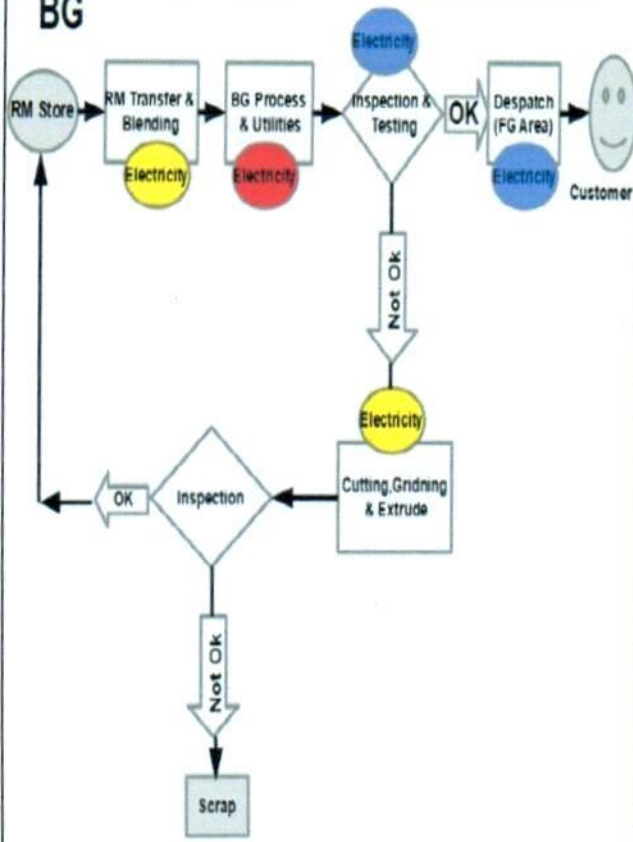 BG
Electricity
RM Store
RM Transfer &
Blending
BG Process
& Utilities
Inspection &
Testing
OK
Despatch
(FG Area)
Electricity
Electricity
Electricity
Customer
Not Ok
Electricity
Cutting,Gridning
& Extrude
Inspection
OK
Not Ok
Scrap